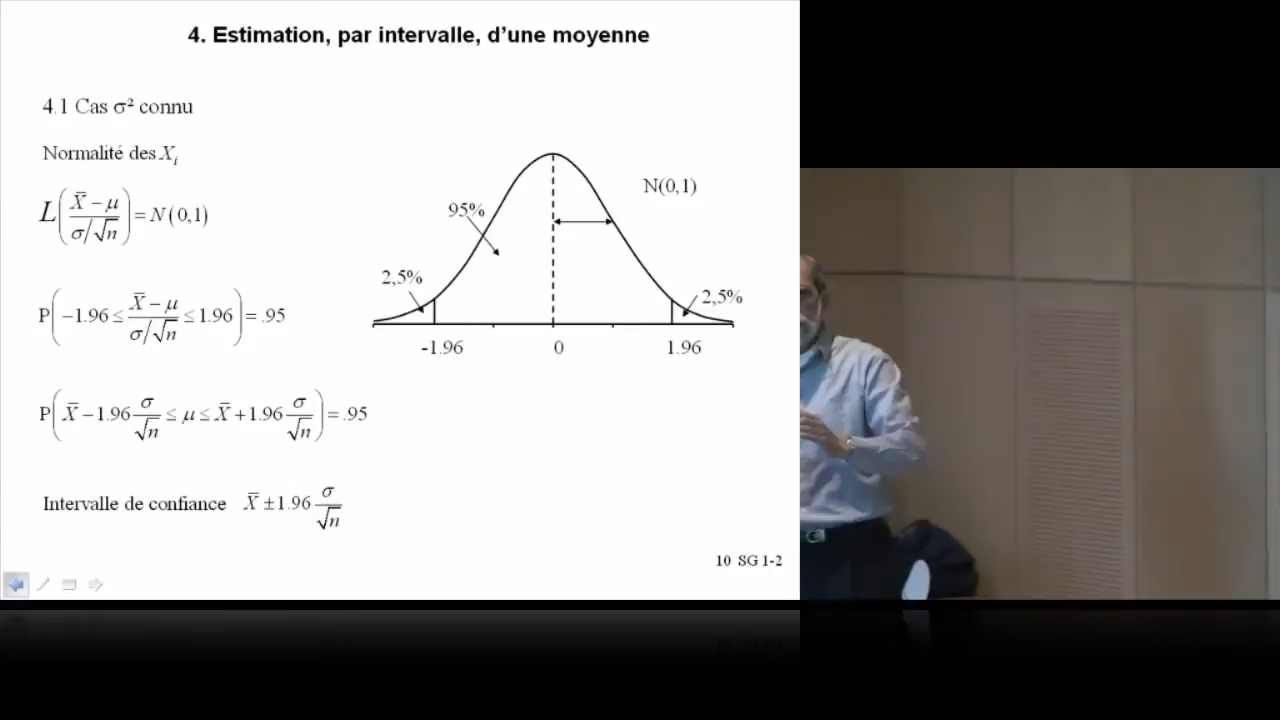 4. Estimation, par intervalle, d'une moyenne
4.1 Cas σ² connu
Normalité des Xᵢ
L( (X̄ − μ) / (σ/√n) ) = N(0,1)
P( −1.96 ≤ (X̄ − μ) / (σ/√n) ≤ 1.96 ) = .95
P( X̄ − 1.96 σ/√n ≤ μ ≤ X̄ + 1.96 σ/√n ) = .95
Intervalle de confiance X̄ ± 1.96 σ/√n
N(0,1)
95%
2,5%
2,5%
-1.96 0 1.96
10 SG 1-2